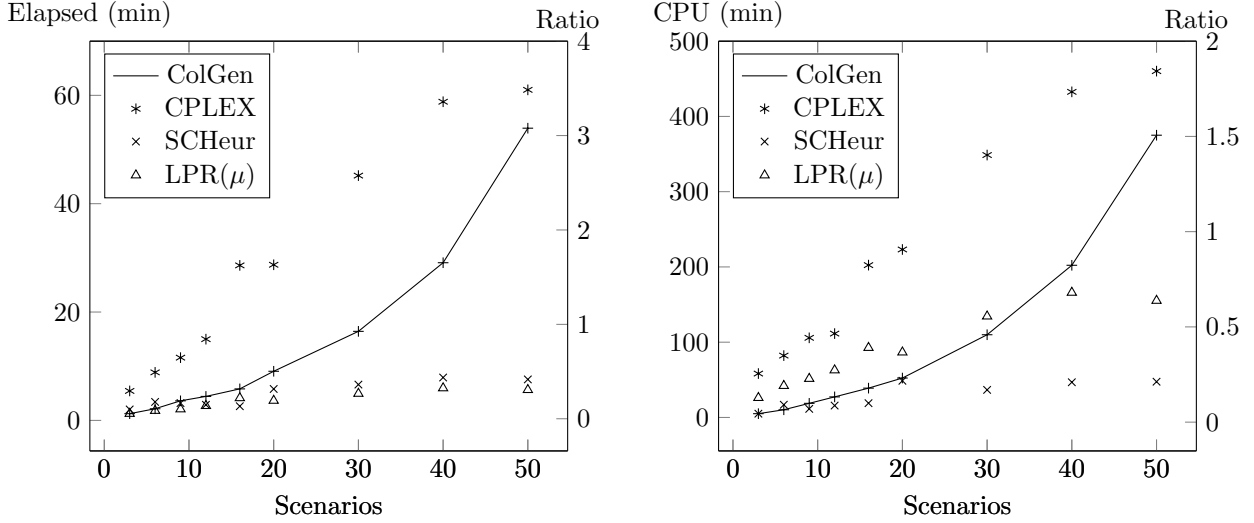 Elapsed (min)
Ratio
ColGen
CPLEX
SCHeur
LPR(μ)
60
40
20
0
4
3
2
1
0
0 10 20 30 40 50
Scenarios
CPU (min)
Ratio
ColGen
CPLEX
SCHeur
LPR(μ)
500
400
300
200
100
0
2
1.5
1
0.5
0
0 10 20 30 40 50
Scenarios